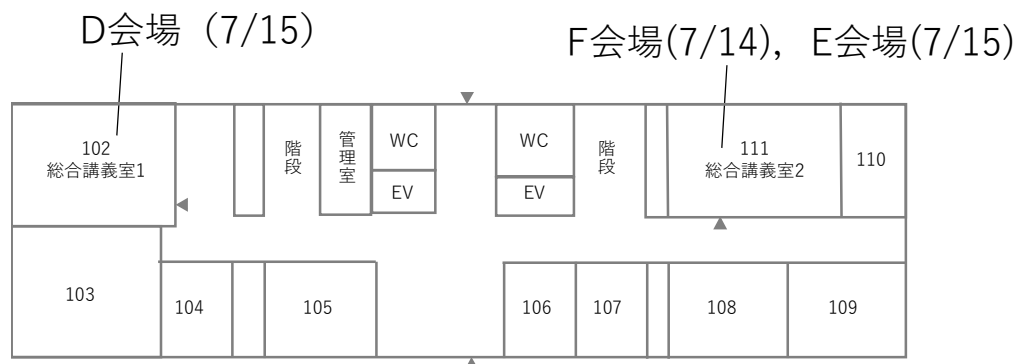 D会場（7/15）
F会場(7/14)，E会場(7/15)
102
総合講義室1
階段
管理室
WC
EV
WC
EV
階段
111
総合講義室2
110
103
104
105
106
107
108
109